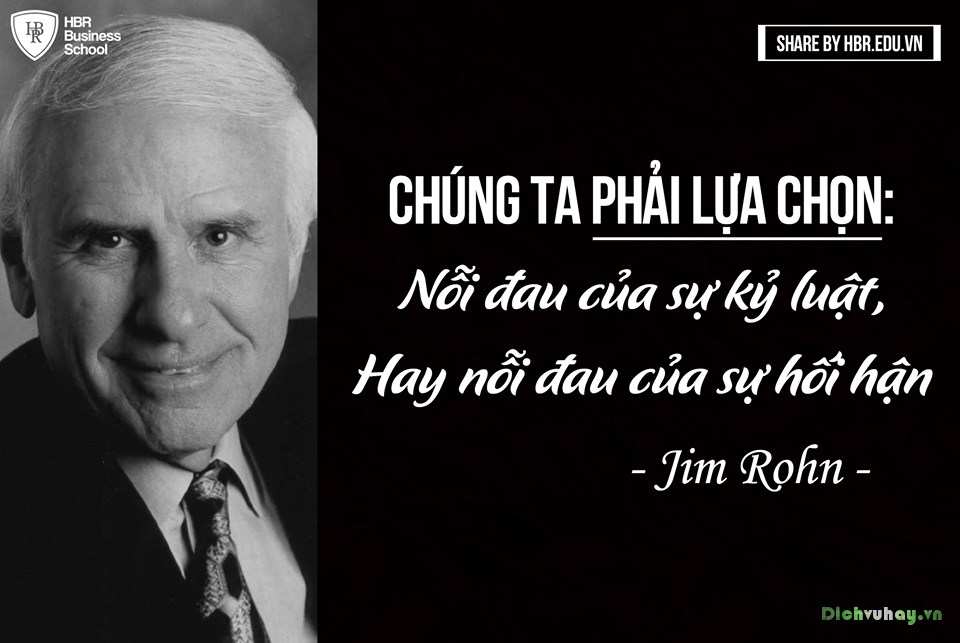 HBR
Business
School
SHARE BY HBR.EDU.VN
CHÚNG TA PHẢI LỰA CHỌN:
Nỗi đau của sự kỷ luật,
Hay nỗi đau của sự hối hận
- Jim Rohn -
Dichvuhay.vn